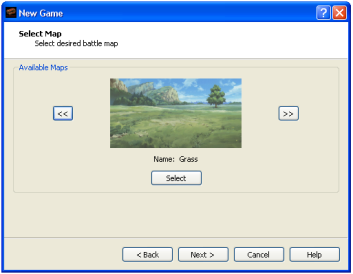 New Game
Select Map
Select desired battle map
Available Maps
<<
>>
Name: Grass
Select
< Back
Next >
Cancel
Help